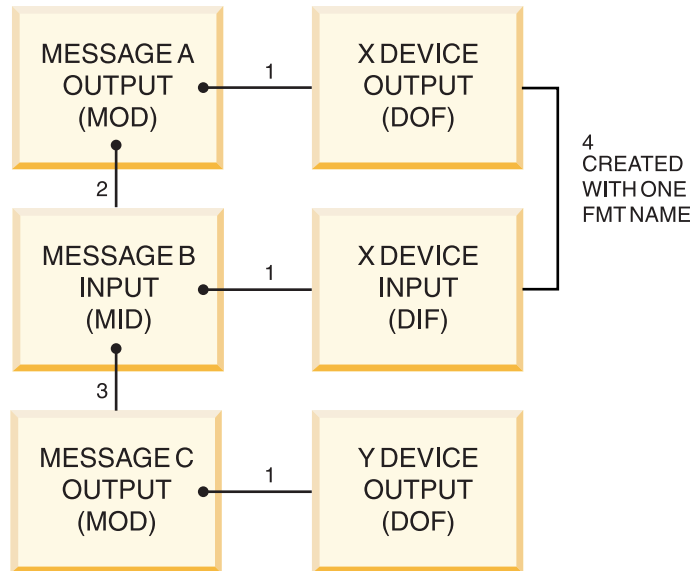 MESSAGE A
OUTPUT
(MOD)
1
X DEVICE
OUTPUT
(DOF)
4
CREATED
WITH ONE
FMT NAME
2
MESSAGE B
INPUT
(MID)
1
X DEVICE
INPUT
(DIF)
3
MESSAGE C
OUTPUT
(MOD)
1
Y DEVICE
OUTPUT
(DOF)